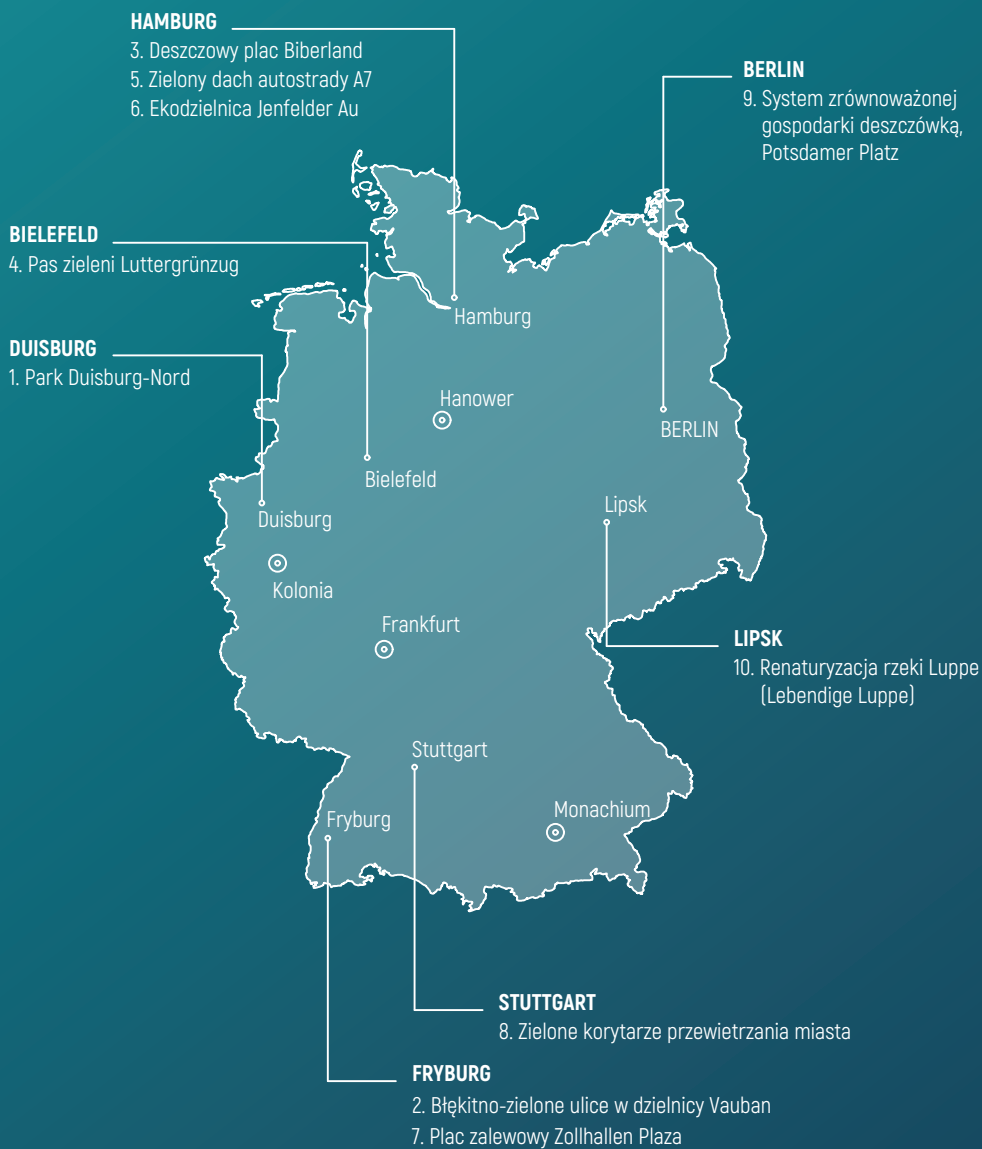 HAMBURG
3. Deszczowy plac Biberland
5. Zielony dach autostrady A7
6. Ekodzielnica Jenfelder Au
BERLIN
9. System zrównoważonej
gospodarki deszczówką,
Potsdamer Platz
BIELEFELD
4. Pas zieleni Luttergrünzug
DUISBURG
1. Park Duisburg-Nord
Hamburg
Hanower
BERLIN
Bielefeld
Lipsk
Duisburg
Kolonia
Frankfurt
LIPSK
10. Renaturyzacja rzeki Luppe
(Lebendige Luppe)
Stuttgart
Monachium
Fryburg
STUTTGART
8. Zielone korytarze przewietrzania miasta
FRYBURG
2. Błękitno-zielone ulice w dzielnicy Vauban
7. Plac zalewowy Zollhallen Plaza